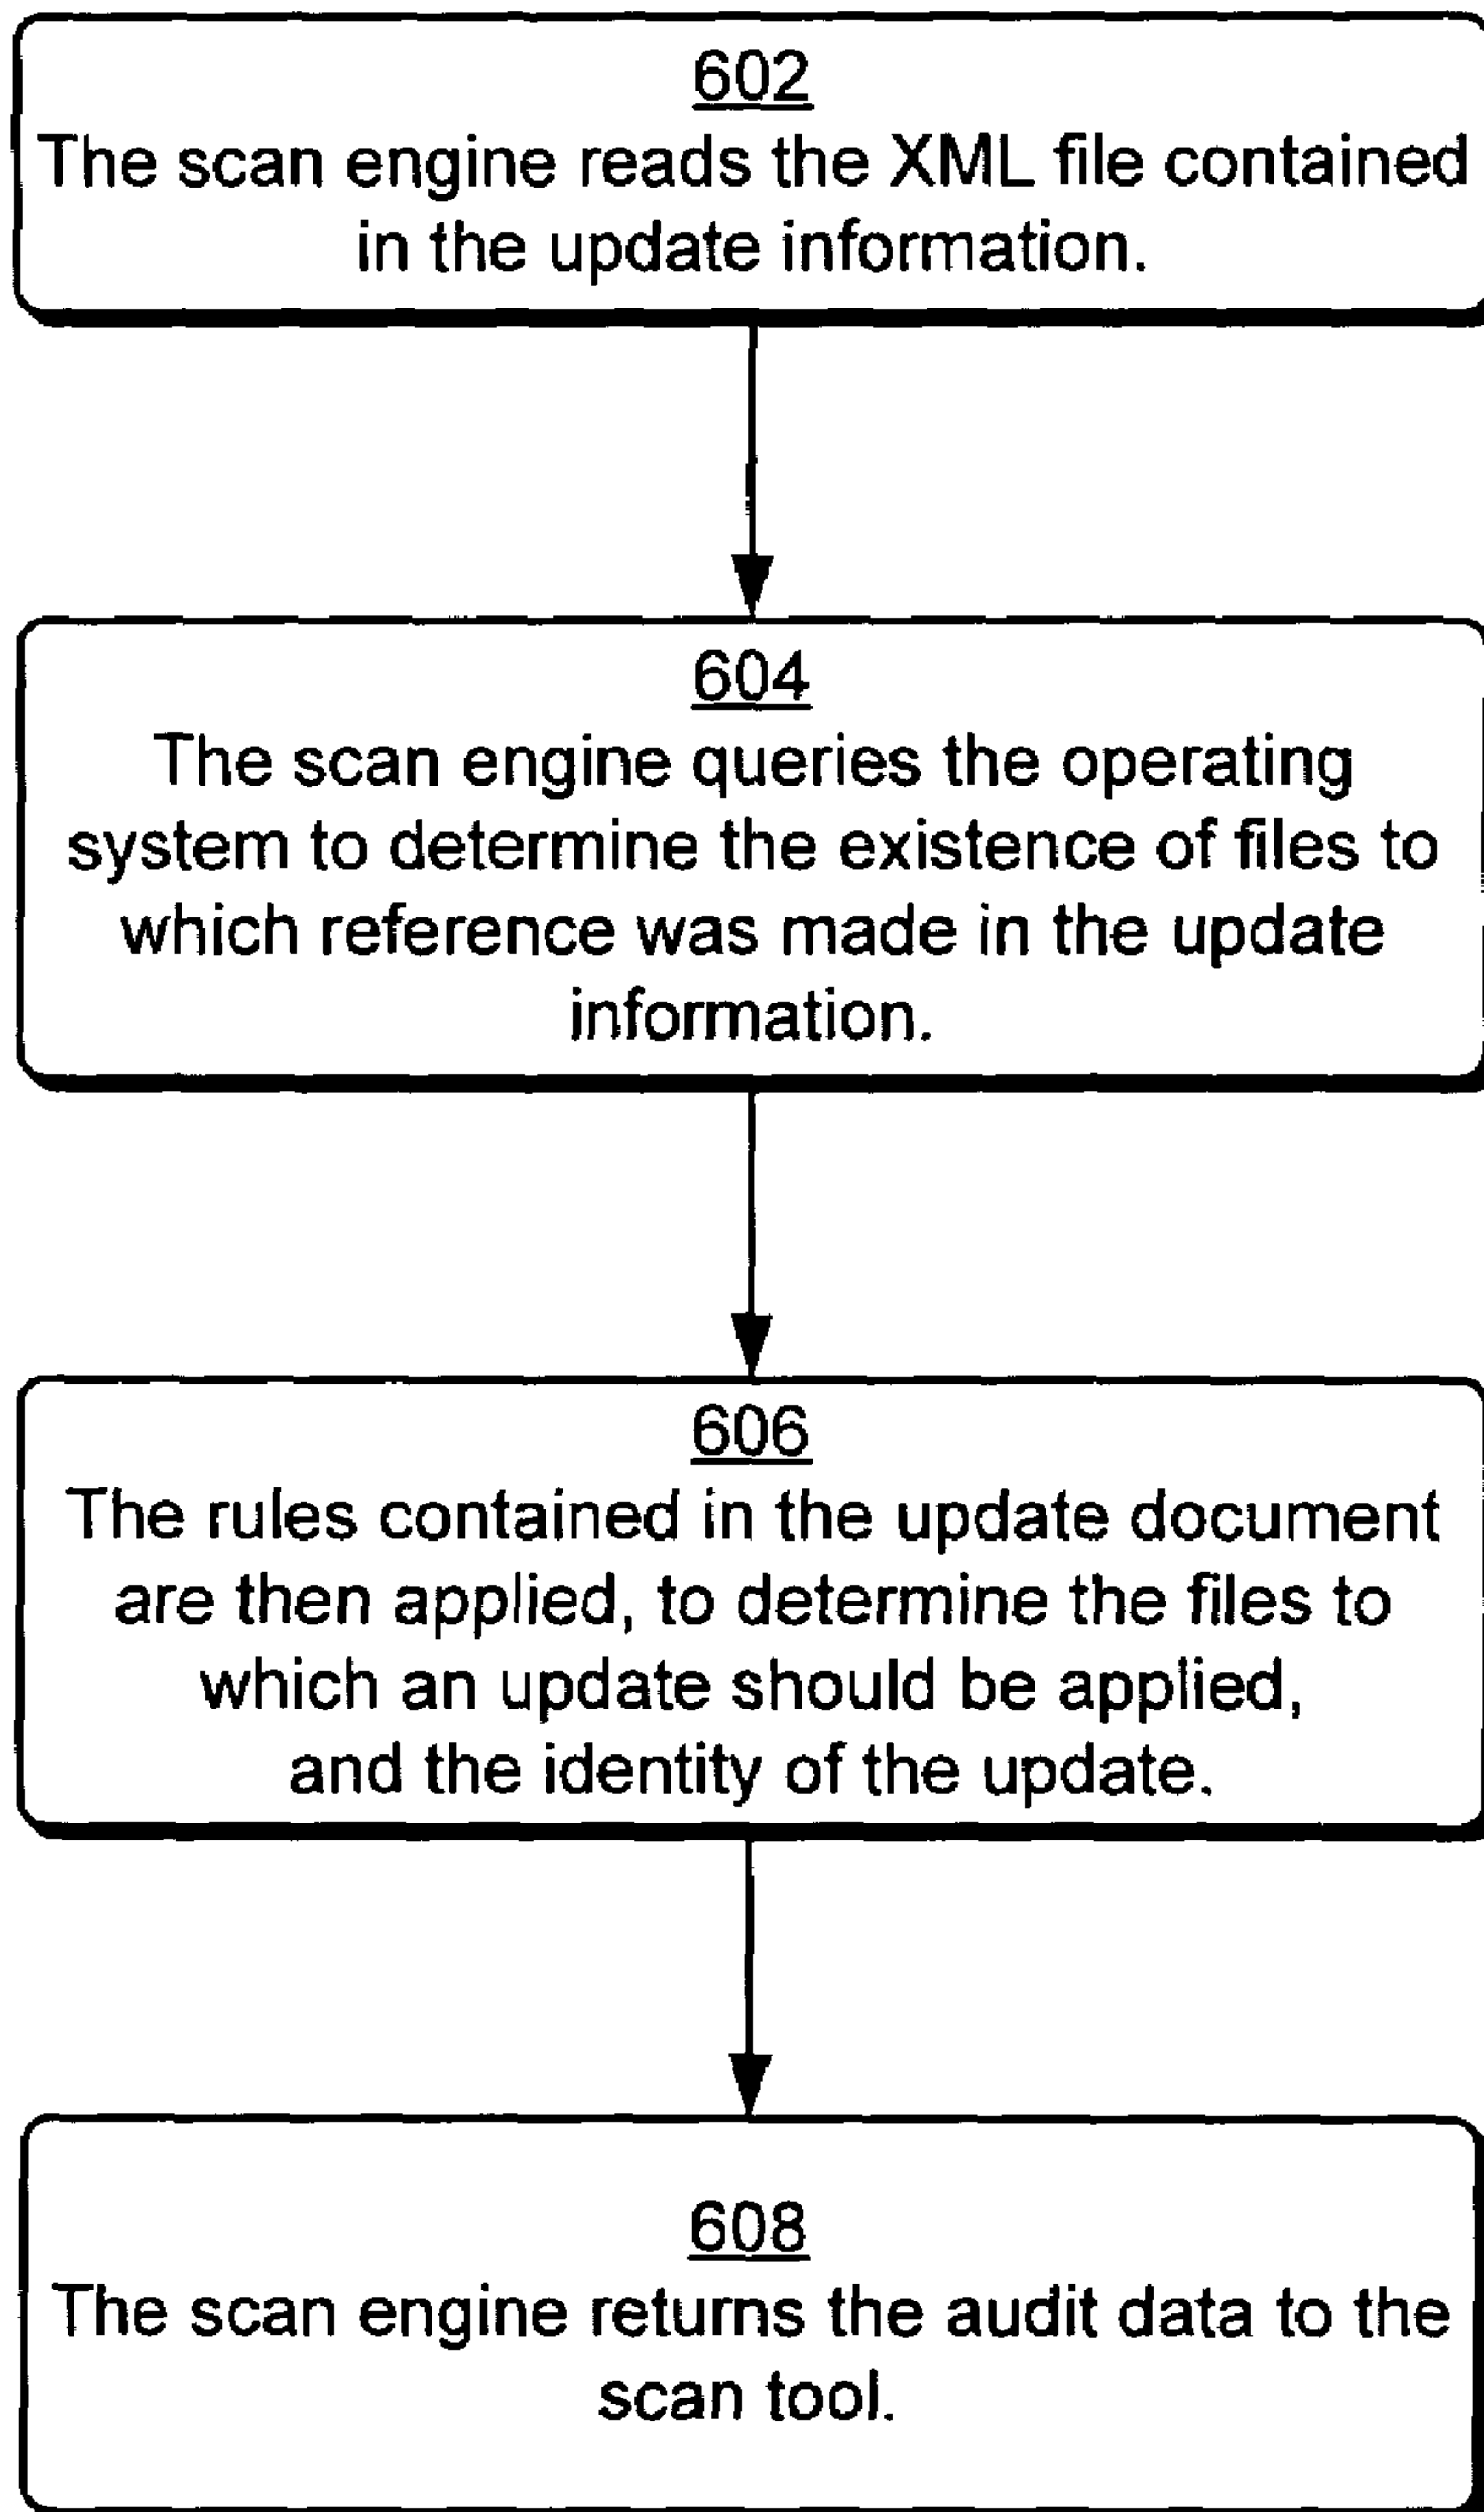 602
The scan engine reads the XML file contained
in the update information.
604
The scan engine queries the operating
system to determine the existence of files to
which reference was made in the update
information.
606
The rules contained in the update document
are then applied, to determine the files to
which an update should be applied,
and the identity of the update.
608
The scan engine returns the audit data to the
scan tool.